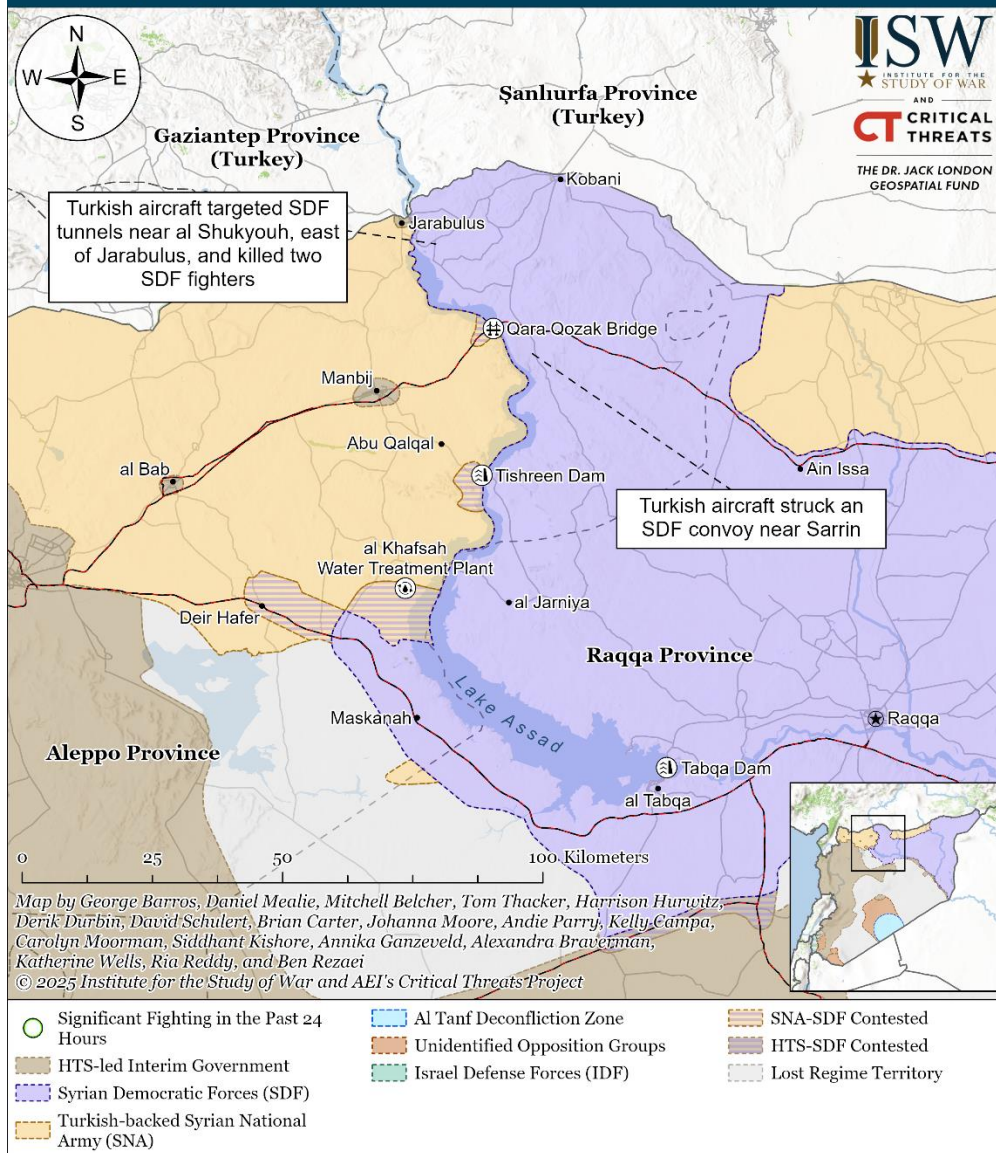 N
W
E
S
ISW
INSTITUTE FOR THE
STUDY OF WAR
AND
CT CRITICAL
THREATS
THE DR. JACK LONDON
GEOSPATIAL FUND
Şanlıurfa Province
(Turkey)
Gaziantep Province
(Turkey)
Kobani
Turkish aircraft targeted SDF
tunnels near al Shukyouh, east
of Jarabulus, and killed two
SDF fighters
Jarabulus
Qara-Qozak Bridge
Manbij
Abu Qalqal
al Bab
Tishreen Dam
Ain Issa
Turkish aircraft struck an
SDF convoy near Sarrin
al Khafsah
Water Treatment Plant
Deir Hafer
al Jarniya
Raqqa Province
Lake Assad
Maskanah
Raqqa
Aleppo Province
Tabqa Dam
al Tabqa
0 25 50 100 Kilometers
Map by George Barros, Daniel Mealie, Mitchell Belcher, Tom Thacker, Harrison Hurwitz,
Derik Durbin, David Schulert, Brian Carter, Johanna Moore, Andie Parry, Kelly Campa,
Carolyn Moorman, Siddhant Kishore, Annika Ganzeveld, Alexandra Braverman,
Katherine Wells, Ria Reddy, and Ben Rezaei
© 2025 Institute for the Study of War and AEI's Critical Threats Project
Significant Fighting in the Past 24
Hours
HTS-led Interim Government
Syrian Democratic Forces (SDF)
Turkish-backed Syrian National
Army (SNA)
Al Tanf Deconfliction Zone
Unidentified Opposition Groups
Israel Defense Forces (IDF)
SNA-SDF Contested
HTS-SDF Contested
Lost Regime Territory